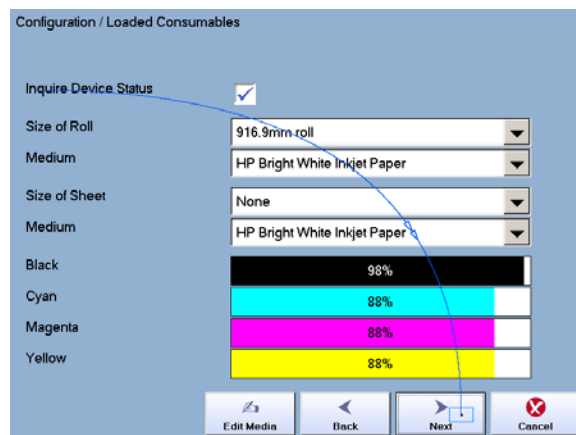 Configuration / Loaded Consumables
Inquire Device Status
Size of Roll 916.9mm roll
Medium HP Bright White Inkjet Paper
Size of Sheet None
Medium HP Bright White Inkjet Paper
Black 98%
Cyan 88%
Magenta 88%
Yellow 88%
Edit Media Back Next Cancel